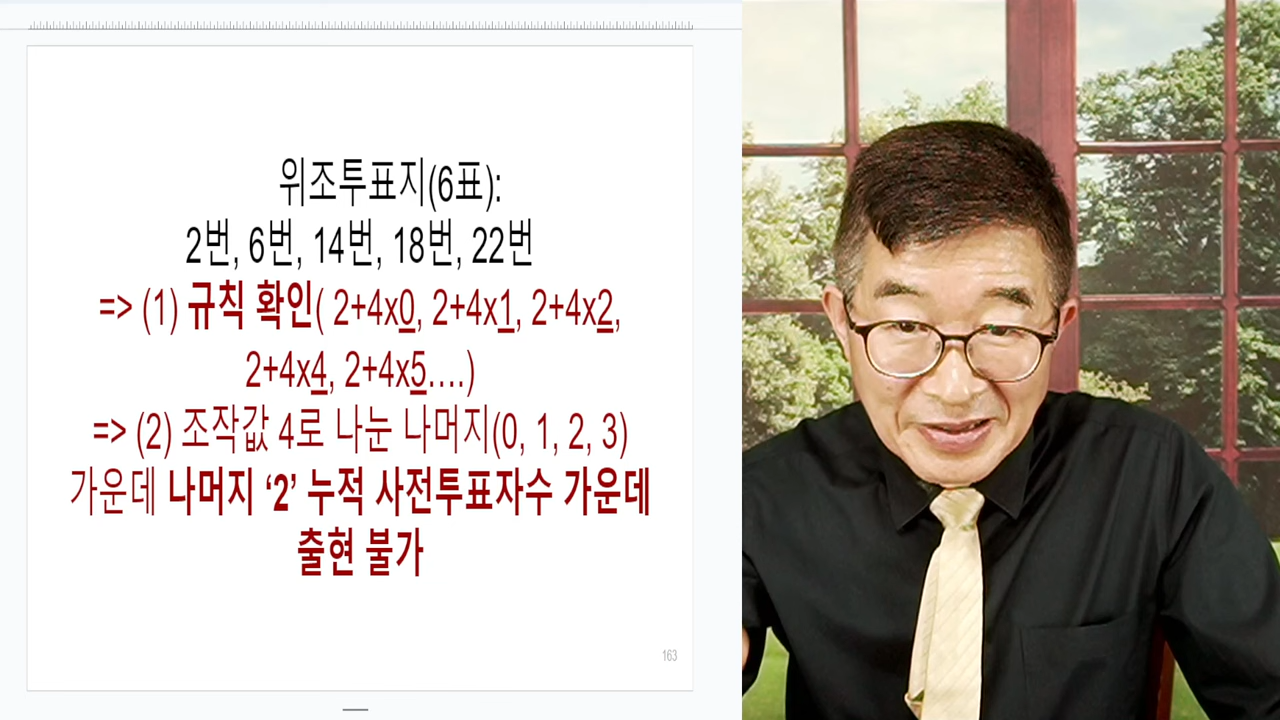 위조투표지(6표):
2번, 6번, 14번, 18번, 22번
=> (1) 규칙 확인( 2+4x0, 2+4x1, 2+4x2,
2+4x4, 2+4x5....)
=> (2) 조작값 4로 나눈 나머지(0, 1, 2, 3)
가운데 나머지 ‘2’ 누적 사전투표자수 가운데
출현 불가
163